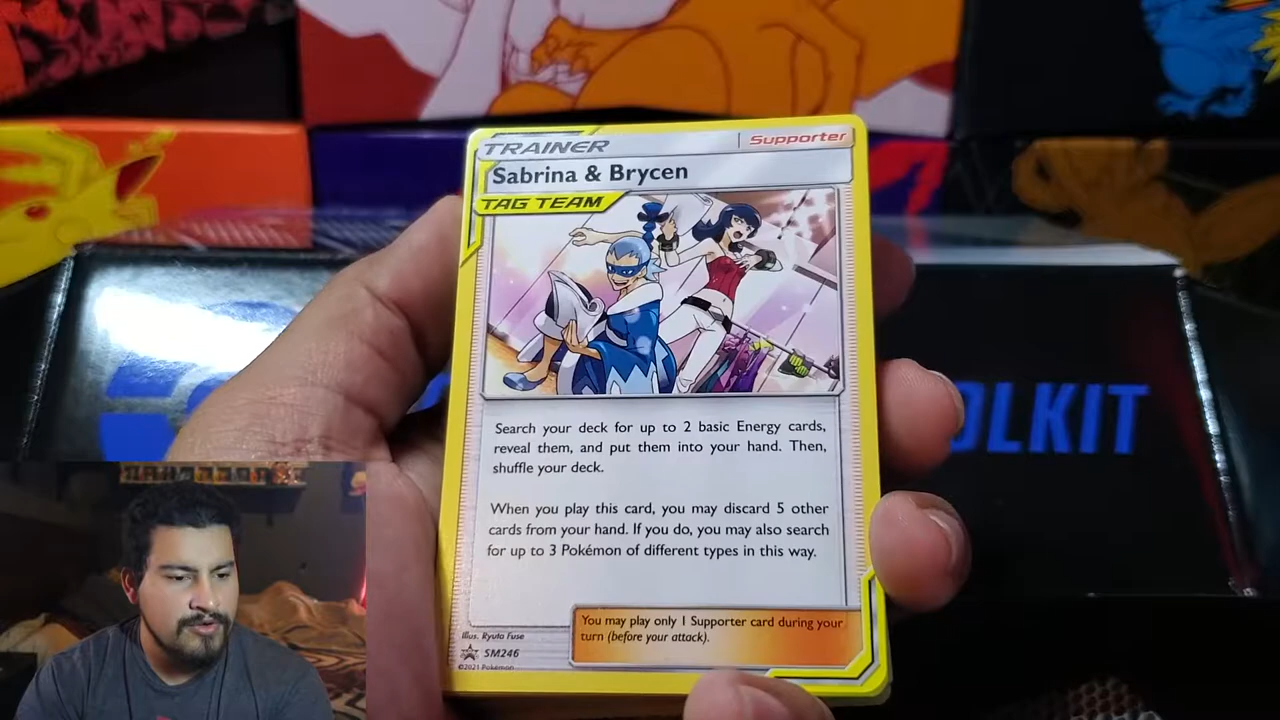 TRAINER
Supporter
Sabrina & Brycen
TAG TEAM
Search your deck for up to 2 basic Energy cards,
reveal them, and put them into your hand. Then,
shuffle your deck.
When you play this card, you may discard 5 other
cards from your hand. If you do, you may also search
for up to 3 Pokémon of different types in this way.
You may play only 1 Supporter card during your
turn (before your attack).
Illus. Ryuta Fuse
SM246
©2021 Pokémon
OLKIT